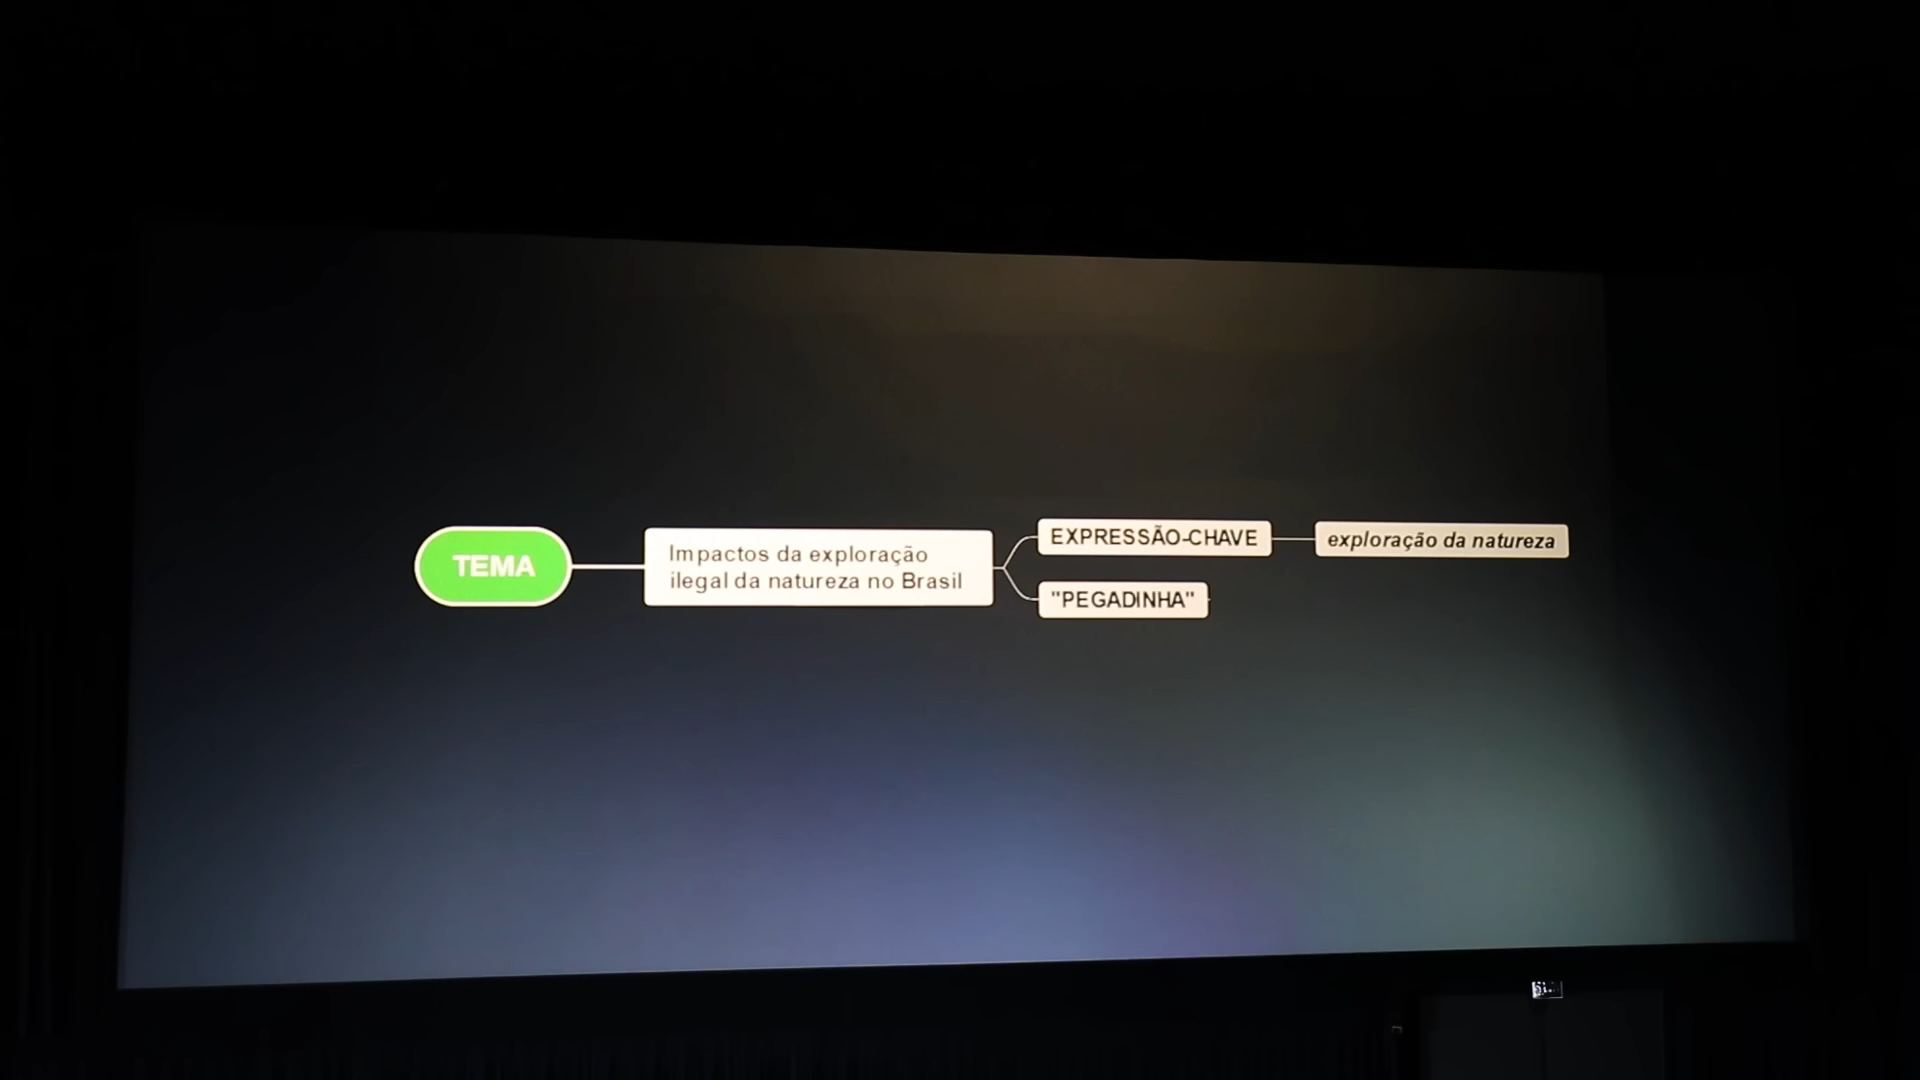 TEMA
Impactos da exploração
ilegal da natureza no Brasil
EXPRESSÃO-CHAVE
exploração da natureza
"PEGADINHA"